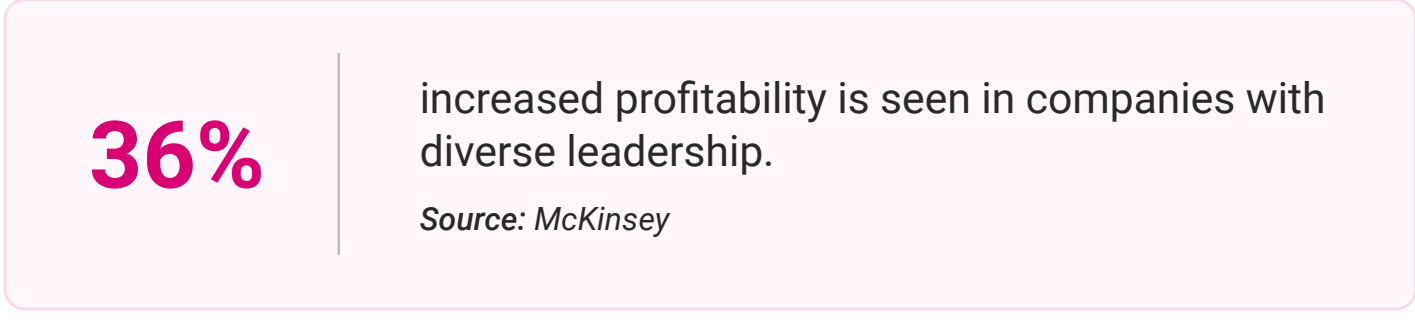 36%
increased profitability is seen in companies with
diverse leadership.
Source: McKinsey